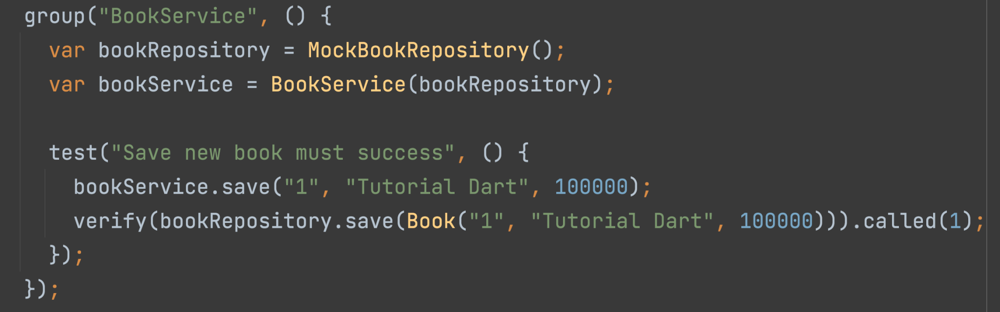 group("BookService", () {
  var bookRepository = MockBookRepository();
  var bookService = BookService(bookRepository);

  test("Save new book must success", () {
    bookService.save("1", "Tutorial Dart", 100000);
    verify(bookRepository.save(Book("1", "Tutorial Dart", 100000))).called(1);
  });
});